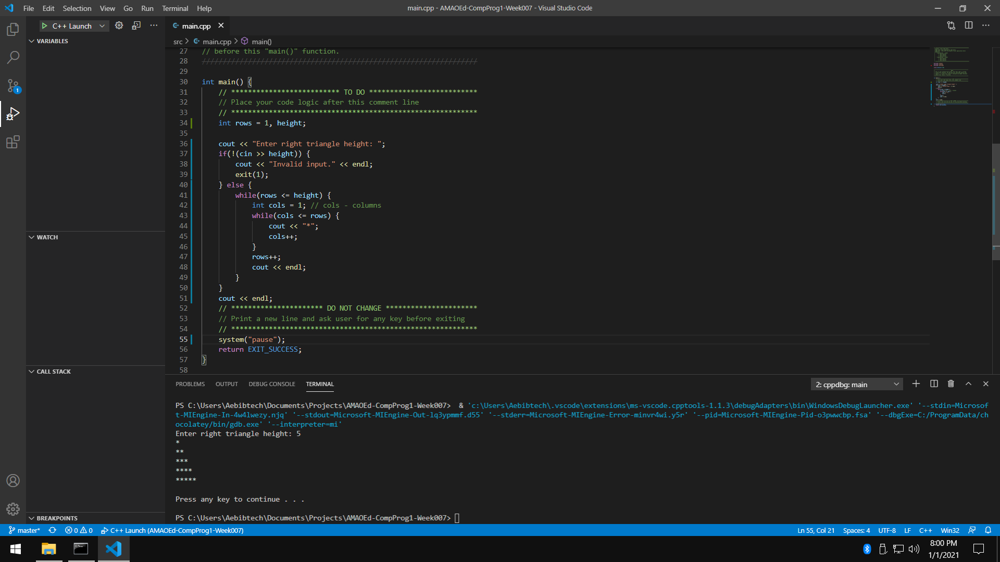 File Edit Selection View Go Run Terminal Help
main.cpp - AMAOEd-CompProg1-Week007 - Visual Studio Code
C++ Launch
main.cpp
VARIABLES
src > main.cpp > main()
27 // before this "main()" function.
28 //////////////////////////////////////////////////////////////////
29
30 int main() {
31 // ************************** TO DO **************************
32 // Place your code logic after this comment line
33 // ***********************************************************
34 int rows = 1, height;
35
36 cout << "Enter right triangle height: ";
37 if(!(cin >> height)) {
38 cout << "Invalid input." << endl;
39 exit(1);
40 } else {
41 while(rows <= height) {
42 int cols = 1; // cols - columns
43 while(cols <= rows) {
44 cout << "*";
45 cols++;
46 }
47 rows++;
48 cout << endl;
49 }
50 }
51 cout << endl;
52 // ********************** DO NOT CHANGE **********************
53 // Print a new line and ask user for any key before exiting
54 // ***********************************************************
55 system("pause");
56 return EXIT_SUCCESS;
57 }
58
WATCH
CALL STACK
BREAKPOINTS
PROBLEMS OUTPUT DEBUG CONSOLE TERMINAL
2: cppdbg: main
PS C:\Users\Aebibtech\Documents\Projects\AMAOEd-CompProg1-Week007> & 'c:\Users\Aebibtech\.vscode\extensions\ms-vscode.cpptools-1.1.3\debugAdapters\bin\WindowsDebugLauncher.exe' '--stdin=Microsof
t-MIEngine-In-4w4lwezy.njq' '--stdout=Microsoft-MIEngine-Out-lq3ypmmf.d55' '--stderr=Microsoft-MIEngine-Error-minvr4wi.y5r' '--pid=Microsoft-MIEngine-Pid-o3pwwcbp.fsa' '--dbgExe=C:/ProgramData/ch
ocolatey/bin/gdb.exe' '--interpreter=mi'
Enter right triangle height: 5
*
**
***
****
*****
Press any key to continue . . .
PS C:\Users\Aebibtech\Documents\Projects\AMAOEd-CompProg1-Week007>
1
master* 0 0 C++ Launch (AMAOEd-CompProg1-Week007)
Ln 55, Col 21 Spaces: 4 UTF-8 LF C++ Win32
8:00 PM
1/1/2021